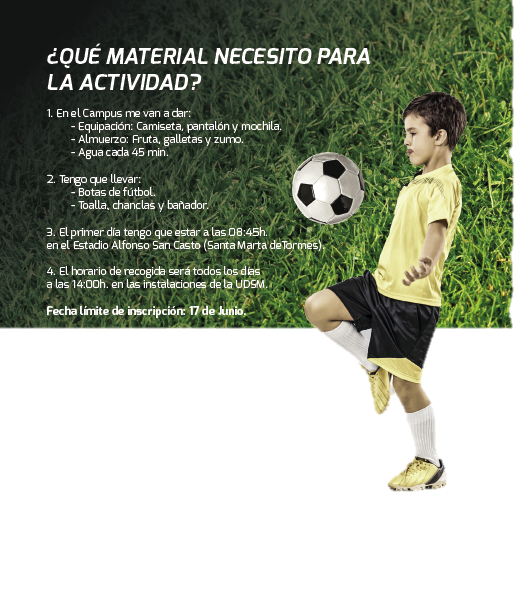 ¿QUÉ MATERIAL NECESITO PARA
LA ACTIVIDAD?
1. En el Campus me van a dar:
- Equipación: Camiseta, pantalón y mochila.
- Almuerzo: Fruta, galletas y zumo.
- Agua cada 45 min.
2. Tengo que llevar:
- Botas de fútbol.
- Toalla, chanclas y bañador.
3. El primer día tengo que estar a las 08:45h.
en el Estadio Alfonso San Casto (Santa Marta deTormes)
4. El horario de recogida será todos los días
a las 14:00h. en las instalaciones de la UDSM.
Fecha límite de inscripción: 17 de Junio.